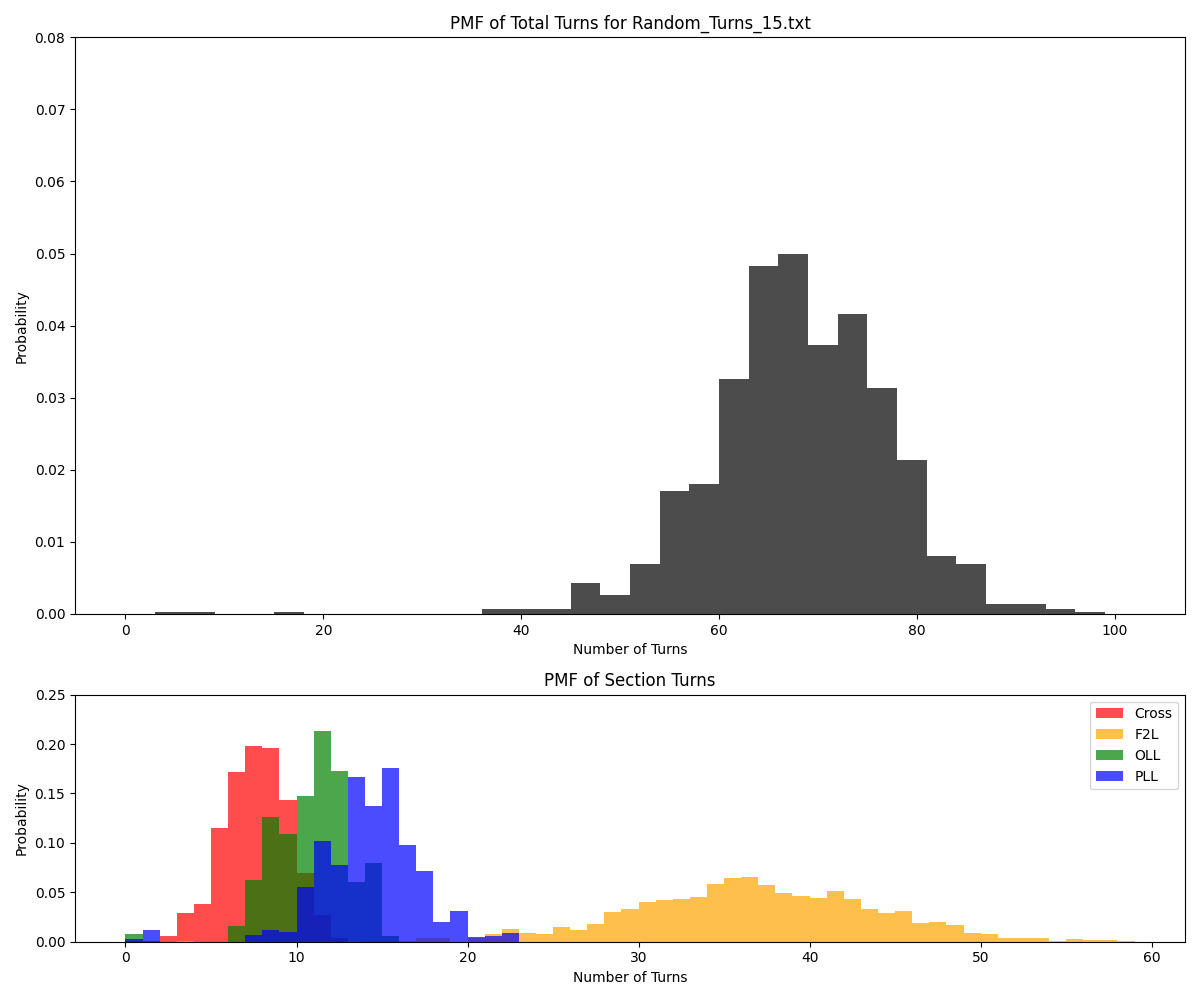 PMF of Total Turns for Random_Turns_15.txt
0.08
0.07
0.06
0.05
0.04
0.03
0.02
0.01
0.00
Probability
0 20 40 60 80 100
Number of Turns
PMF of Section Turns
0.25
0.20
0.15
0.10
0.05
0.00
Probability
Cross
F2L
OLL
PLL
0 10 20 30 40 50 60
Number of Turns